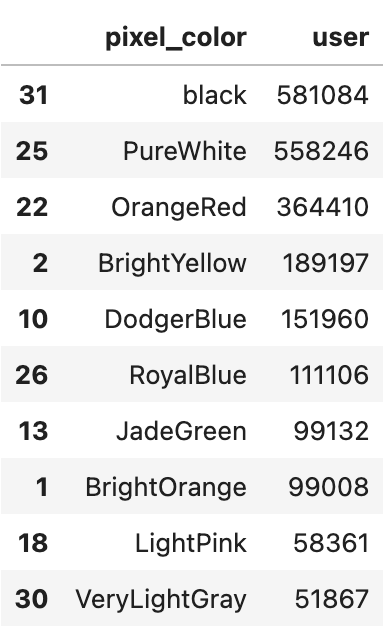 pixel_color user
31 black 581084
25 PureWhite 558246
22 OrangeRed 364410
2 BrightYellow 189197
10 DodgerBlue 151960
26 RoyalBlue 111106
13 JadeGreen 99132
1 BrightOrange 99008
18 LightPink 58361
30 VeryLightGray 51867